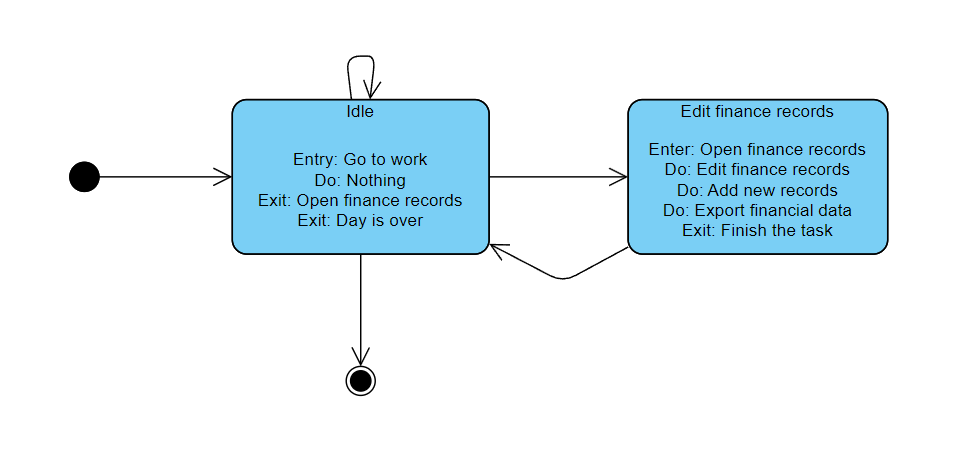 Idle
Entry: Go to work
Do: Nothing
Exit: Open finance records
Exit: Day is over
Edit finance records
Enter: Open finance records
Do: Edit finance records
Do: Add new records
Do: Export financial data
Exit: Finish the task